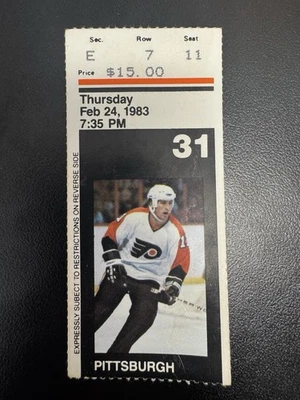 Sec. Row Seat
E 7 11
Price $15.00
Thursday
Feb 24, 1983
7:35 PM
31
EXPRESSLY SUBJECT TO RESTRICTIONS ON REVERSE SIDE
PITTSBURGH